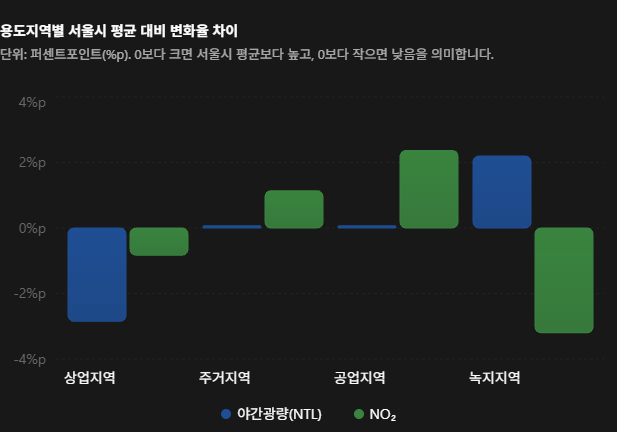 용도지역별 서울시 평균 대비 변화율 차이
단위: 퍼센트포인트(%p). 0보다 크면 서울시 평균보다 높고, 0보다 작으면 낮음을 의미합니다.
4%p
2%p
0%p
-2%p
-4%p
상업지역 주거지역 공업지역 녹지지역
야간광량(NTL) NO₂